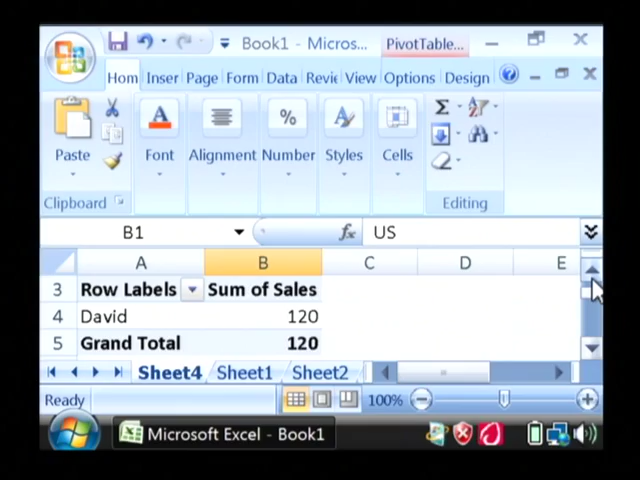 Book1 - Micros... PivotTable...
Hom Inser Page Form Data Revie View Options Design
Paste Font Alignment Number Styles Cells
Clipboard Editing
B1 fx US
A B C D E
3 Row Labels Sum of Sales
4 David 120
5 Grand Total 120
Sheet4 Sheet1 Sheet2
Ready 100%
Microsoft Excel - Book1